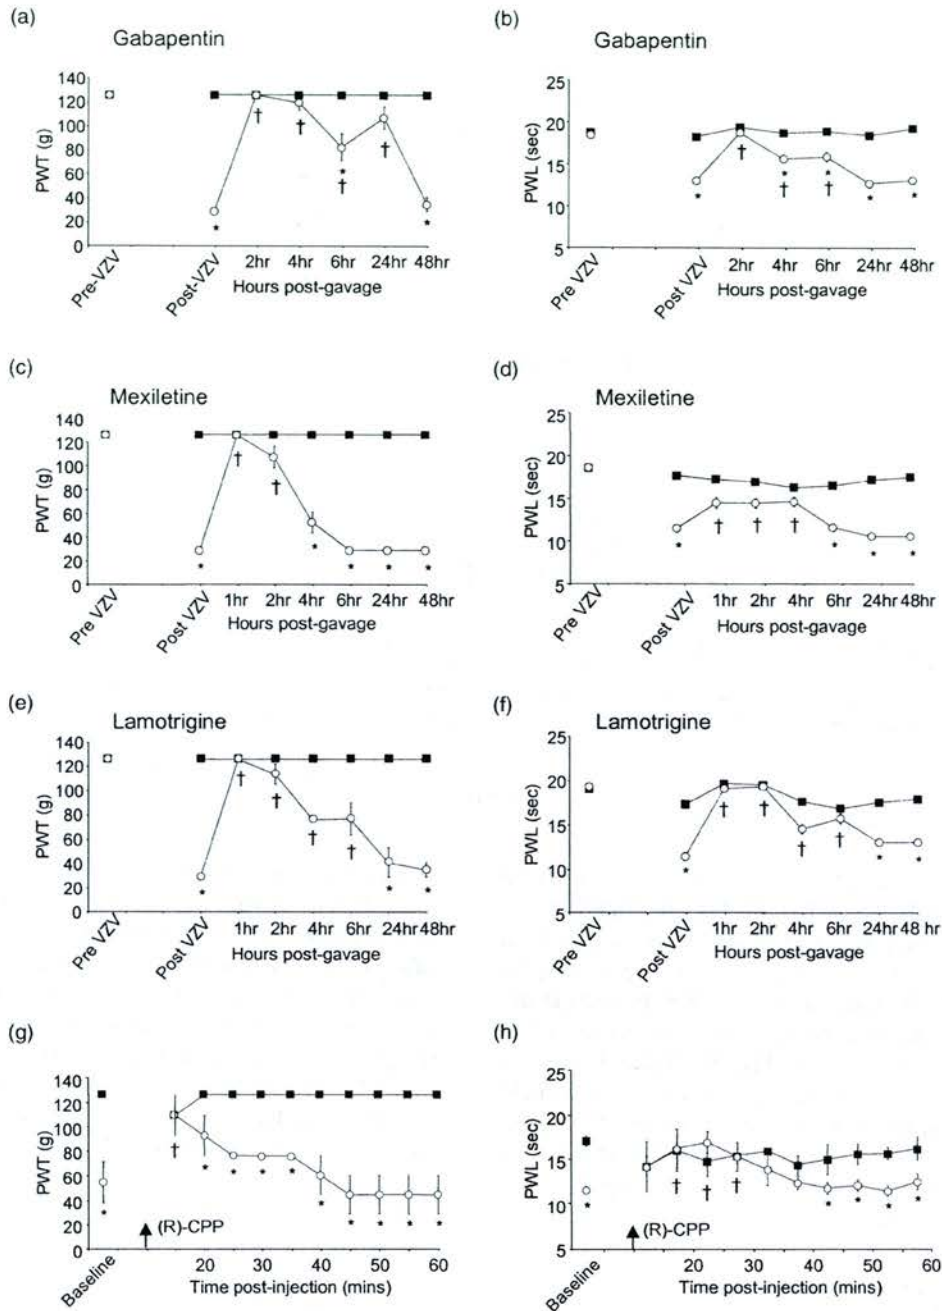 (a)
Gabapentin
PWT (g)
140
120
100
80
60
40
20
0
Pre-VZV
Post-VZV
2hr 4hr 6hr 24hr 48hr
Hours post-gavage
* † † * † † *
(b)
Gabapentin
PWL (sec)
25
20
15
10
5
Pre VZV
Post VZV
2hr 4hr 6hr 24hr 48hr
Hours post-gavage
* † * † * † * *
(c)
Mexiletine
PWT (g)
140
120
100
80
60
40
20
0
Pre VZV
Post VZV
1hr 2hr 4hr 6hr 24hr 48hr
Hours post-gavage
* † † * * * *
(d)
Mexiletine
PWL (sec)
25
20
15
10
5
Pre VZV
Post VZV
1hr 2hr 4hr 6hr 24hr 48hr
Hours post-gavage
* † † † * * *
(e)
Lamotrigine
PWT (g)
140
120
100
80
60
40
20
0
Pre VZV
Post VZV
1hr 2hr 4hr 6hr 24hr 48hr
Hours post-gavage
* † † † † * *
(f)
Lamotrigine
PWL (sec)
25
20
15
10
5
Pre VZV
Post VZV
1hr 2hr 4hr 6hr 24hr 48 hr
Hours post-gavage
* † † † † * *
(g)
PWT (g)
140
120
100
80
60
40
20
0
Baseline
(R)-CPP
20 30 40 50 60
Time post-injection (mins)
* † * * * * * * * *
(h)
PWL (sec)
25
20
15
10
5
Baseline
(R)-CPP
20 30 40 50 60
Time post-injection (mins)
* † † † * * * *